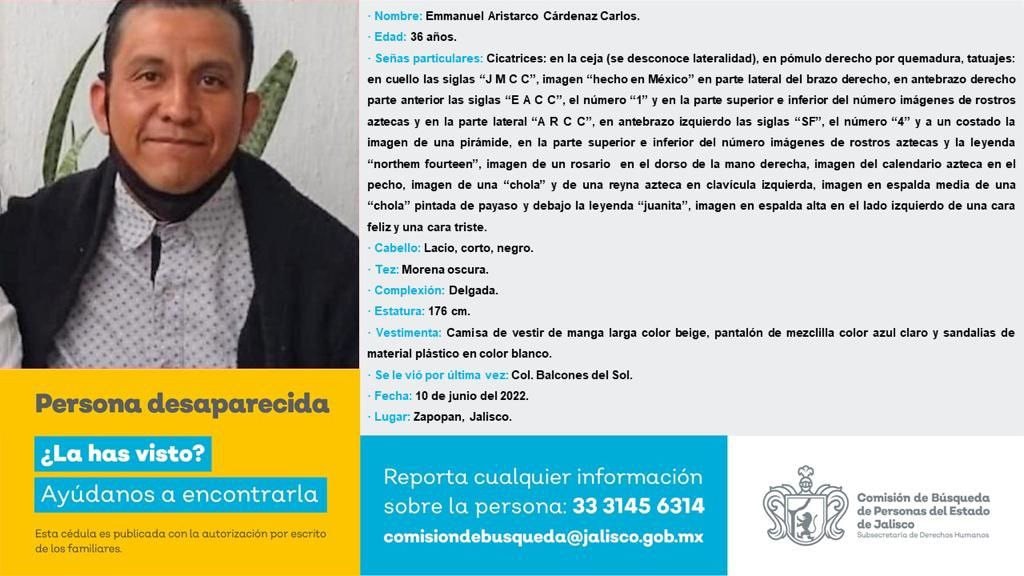 · Nombre: Emmanuel Aristarco Cárdenaz Carlos.
· Edad: 36 años.
· Señas particulares: Cicatrices: en la ceja (se desconoce lateralidad), en pómulo derecho por quemadura, tatuajes:
en cuello las siglas “J M C C”, imagen “hecho en México” en parte lateral del brazo derecho, en antebrazo derecho
parte anterior las siglas “E A C C”, el número “1” y en la parte superior e inferior del número imágenes de rostros
aztecas y en la parte lateral “A R C C”, en antebrazo izquierdo las siglas “SF”, el número “4” y a un costado la
imagen de una pirámide, en la parte superior e inferior del número imágenes de rostros aztecas y la leyenda
“northem fourteen”, imagen de un rosario en el dorso de la mano derecha, imagen del calendario azteca en el
pecho, imagen de una “chola” y de una reyna azteca en clavícula izquierda, imagen en espalda media de una
“chola” pintada de payaso y debajo la leyenda “juanita”, imagen en espalda alta en el lado izquierdo de una cara
feliz y una cara triste.
· Cabello: Lacio, corto, negro.
· Tez: Morena oscura.
· Complexión: Delgada.
· Estatura: 176 cm.
· Vestimenta: Camisa de vestir de manga larga color beige, pantalón de mezclilla color azul claro y sandalias de
material plástico en color blanco.
· Se le vió por última vez: Col. Balcones del Sol.
· Fecha: 10 de junio del 2022.
· Lugar: Zapopan, Jalisco.
Persona desaparecida
¿La has visto?
Ayúdanos a encontrarla
Esta cédula es publicada con la autorización por escrito
de los familiares.
Reporta cualquier información
sobre la persona: 33 3145 6314
comisiondebusqueda@jalisco.gob.mx
Comisión de Búsqueda
de Personas del Estado
de Jalisco
Subsecretaría de Derechos Humanos